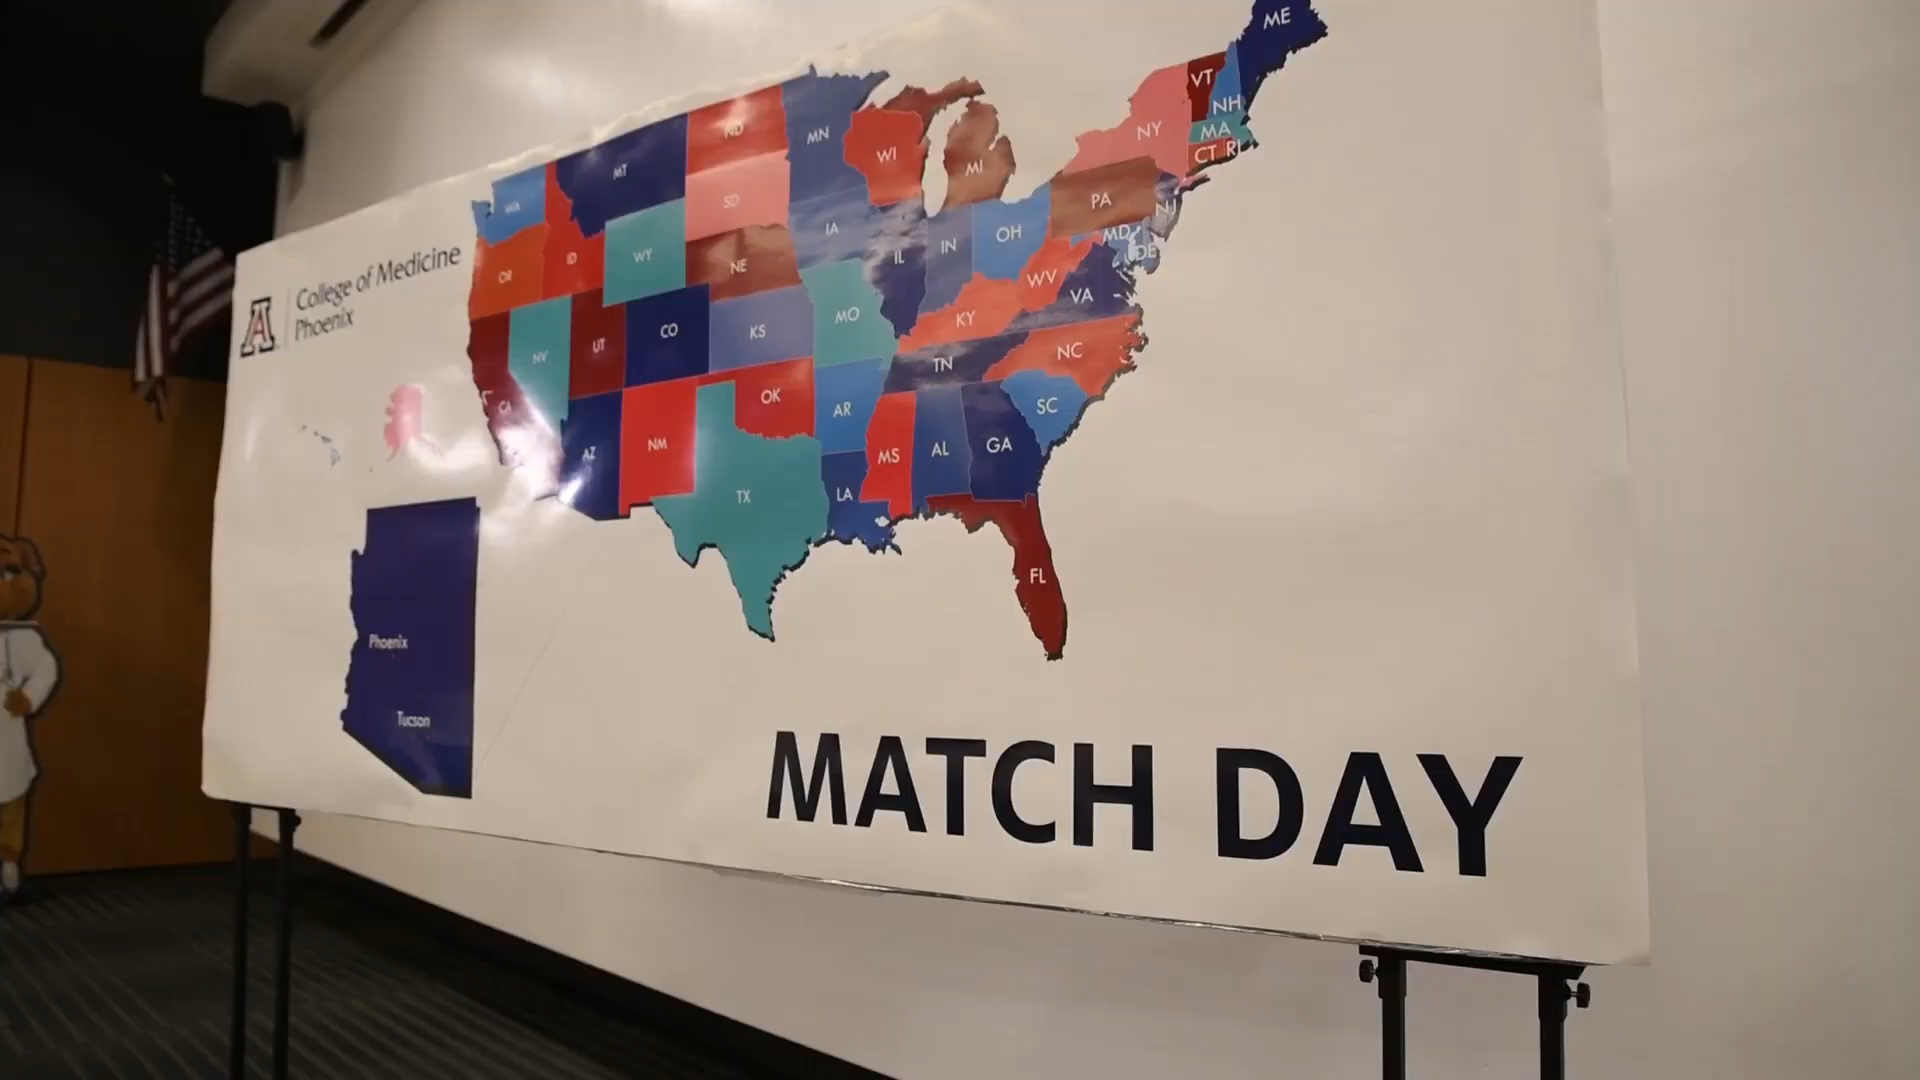 A
College of Medicine
Phoenix
ME
VT
NH
MA
CT RI
NY
PA
NJ
MD
DE
WA
MT
ND
MN
WI
MI
OR
ID
WY
SD
IA
NE
IL
IN
OH
WV
VA
NV
UT
CO
KS
MO
KY
NC
TN
CA
AZ
NM
OK
AR
SC
TX
LA
MS
AL
GA
FL
Phoenix
Tucson
MATCH DAY